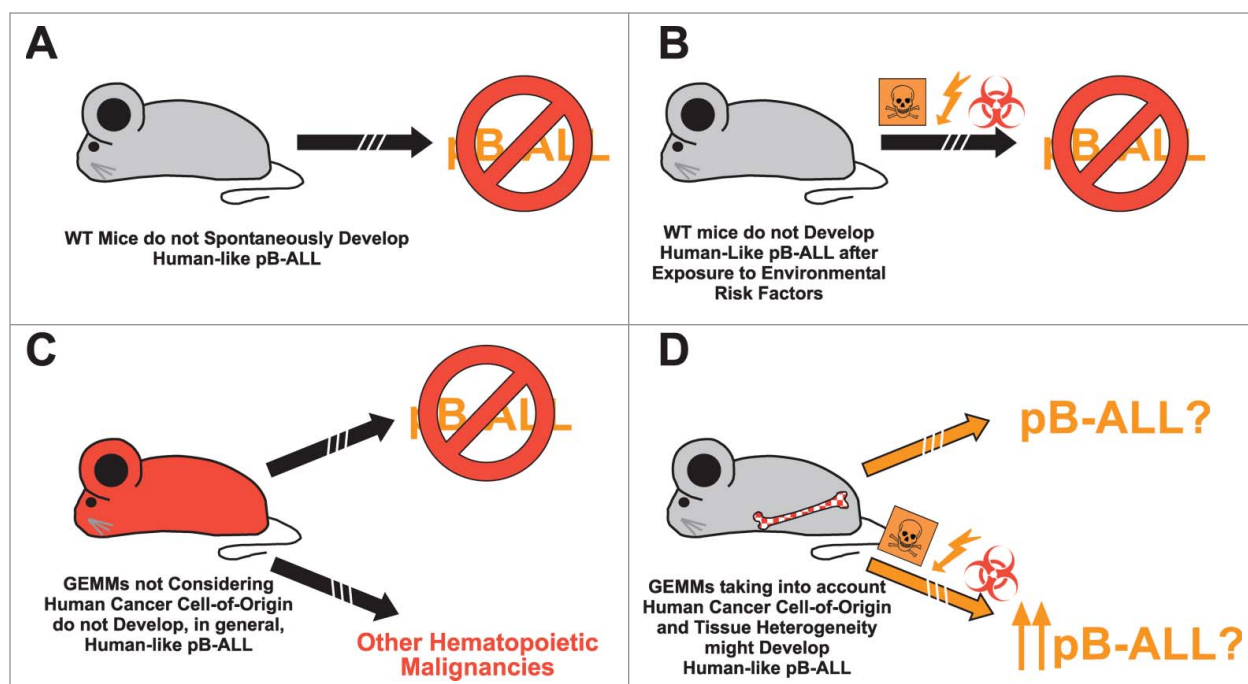 A
pB-ALL
WT Mice do not Spontaneously Develop
Human-like pB-ALL
B
pB-ALL
WT mice do not Develop
Human-Like pB-ALL after
Exposure to Environmental
Risk Factors
C
pB-ALL
GEMMs not Considering
Human Cancer Cell-of-Origin
do not Develop, in general,
Human-like pB-ALL
Other Hematopoietic
Malignancies
D
pB-ALL?
GEMMs taking into account
Human Cancer Cell-of-Origin
and Tissue Heterogeneity
might Develop
Human-like pB-ALL
pB-ALL?